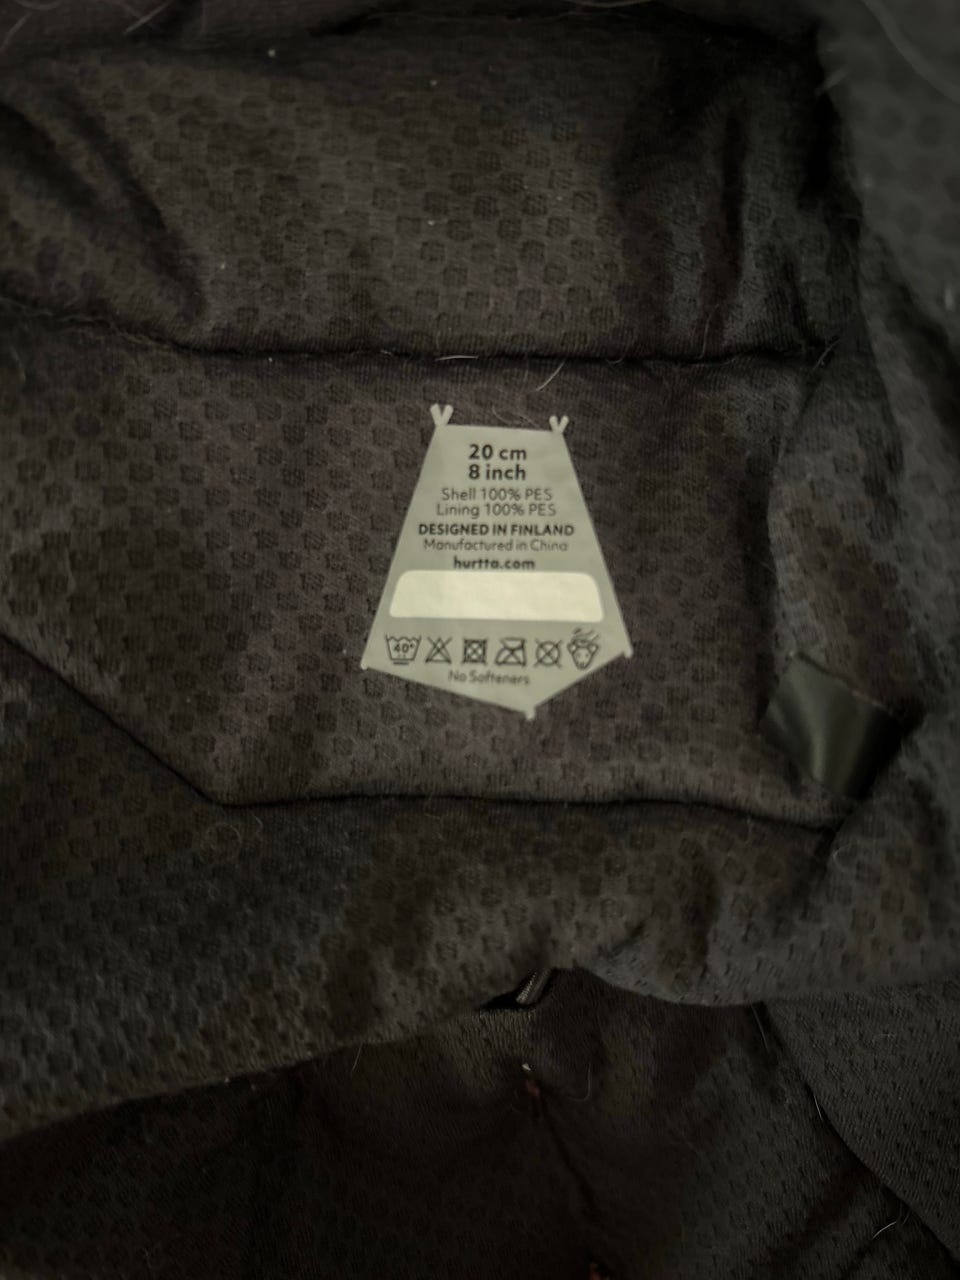 20 cm
8 inch
Shell 100% PES
Lining 100% PES
DESIGNED IN FINLAND
Manufactured in China
hurtta.com
40°
No Softeners